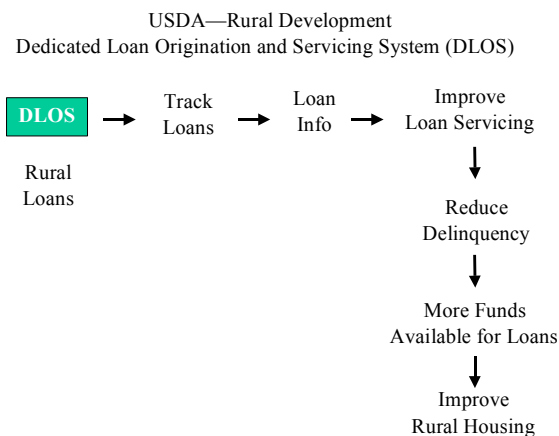 USDA—Rural Development
Dedicated Loan Origination and Servicing System (DLOS)
DLOS
Rural
Loans
Track
Loans
Loan
Info
Improve
Loan Servicing
Reduce
Delinquency
More Funds
Available for Loans
Improve
Rural Housing